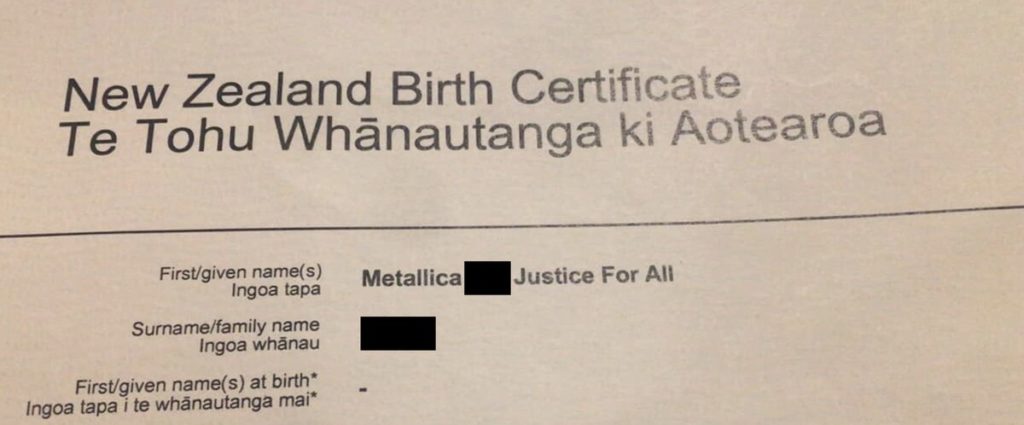 New Zealand Birth Certificate
Te Tohu Whānautanga ki Aotearoa
First/given name(s)
Ingoa tapa
Metallica Justice For All
Surname/family name
Ingoa whānau
First/given name(s) at birth*
Ingoa tapa i te whānautanga mai*
-